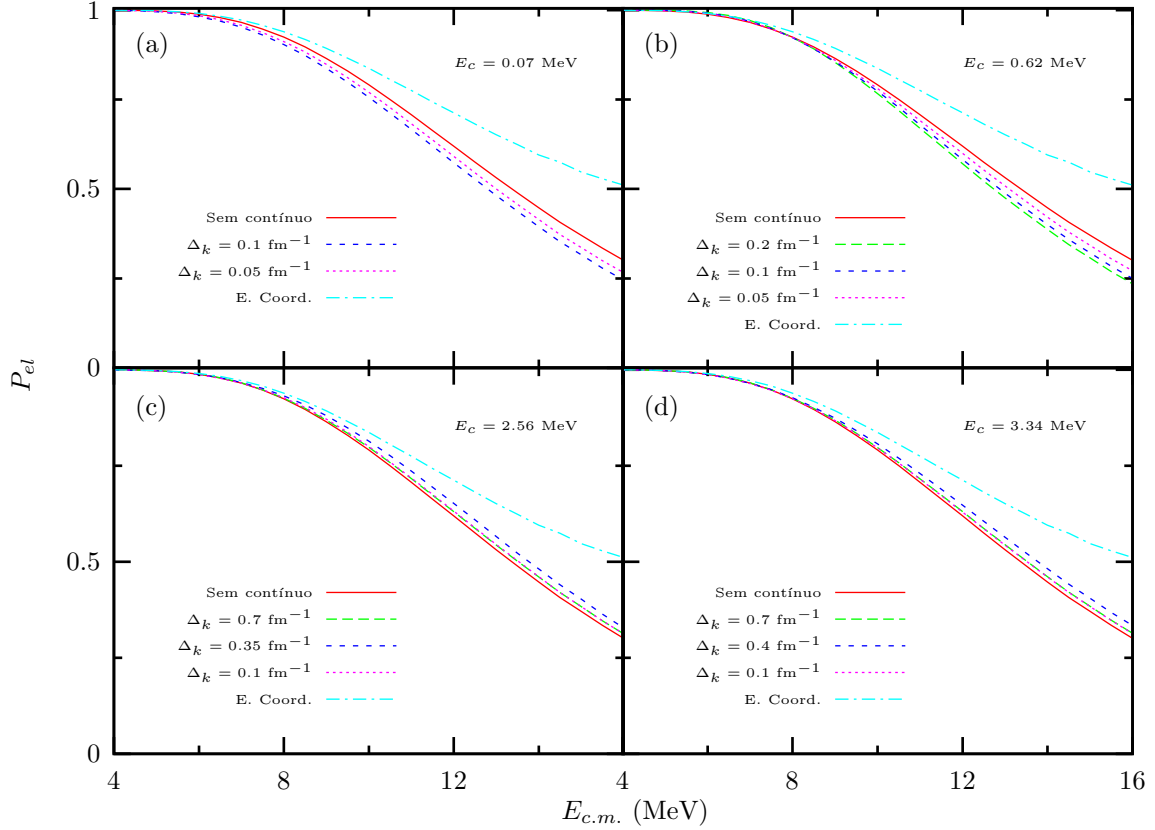 (a)
E_c = 0.07 MeV
Sem contínuo
Δ_k = 0.1 fm⁻¹
Δ_k = 0.05 fm⁻¹
E. Coord.
(b)
E_c = 0.62 MeV
Sem contínuo
Δ_k = 0.2 fm⁻¹
Δ_k = 0.1 fm⁻¹
Δ_k = 0.05 fm⁻¹
E. Coord.
1
0.5
0
P_el
(c)
E_c = 2.56 MeV
Sem contínuo
Δ_k = 0.7 fm⁻¹
Δ_k = 0.35 fm⁻¹
Δ_k = 0.1 fm⁻¹
E. Coord.
(d)
E_c = 3.34 MeV
Sem contínuo
Δ_k = 0.7 fm⁻¹
Δ_k = 0.4 fm⁻¹
Δ_k = 0.1 fm⁻¹
E. Coord.
0.5
0
4 8 12 4 8 12 16
E_c.m. (MeV)